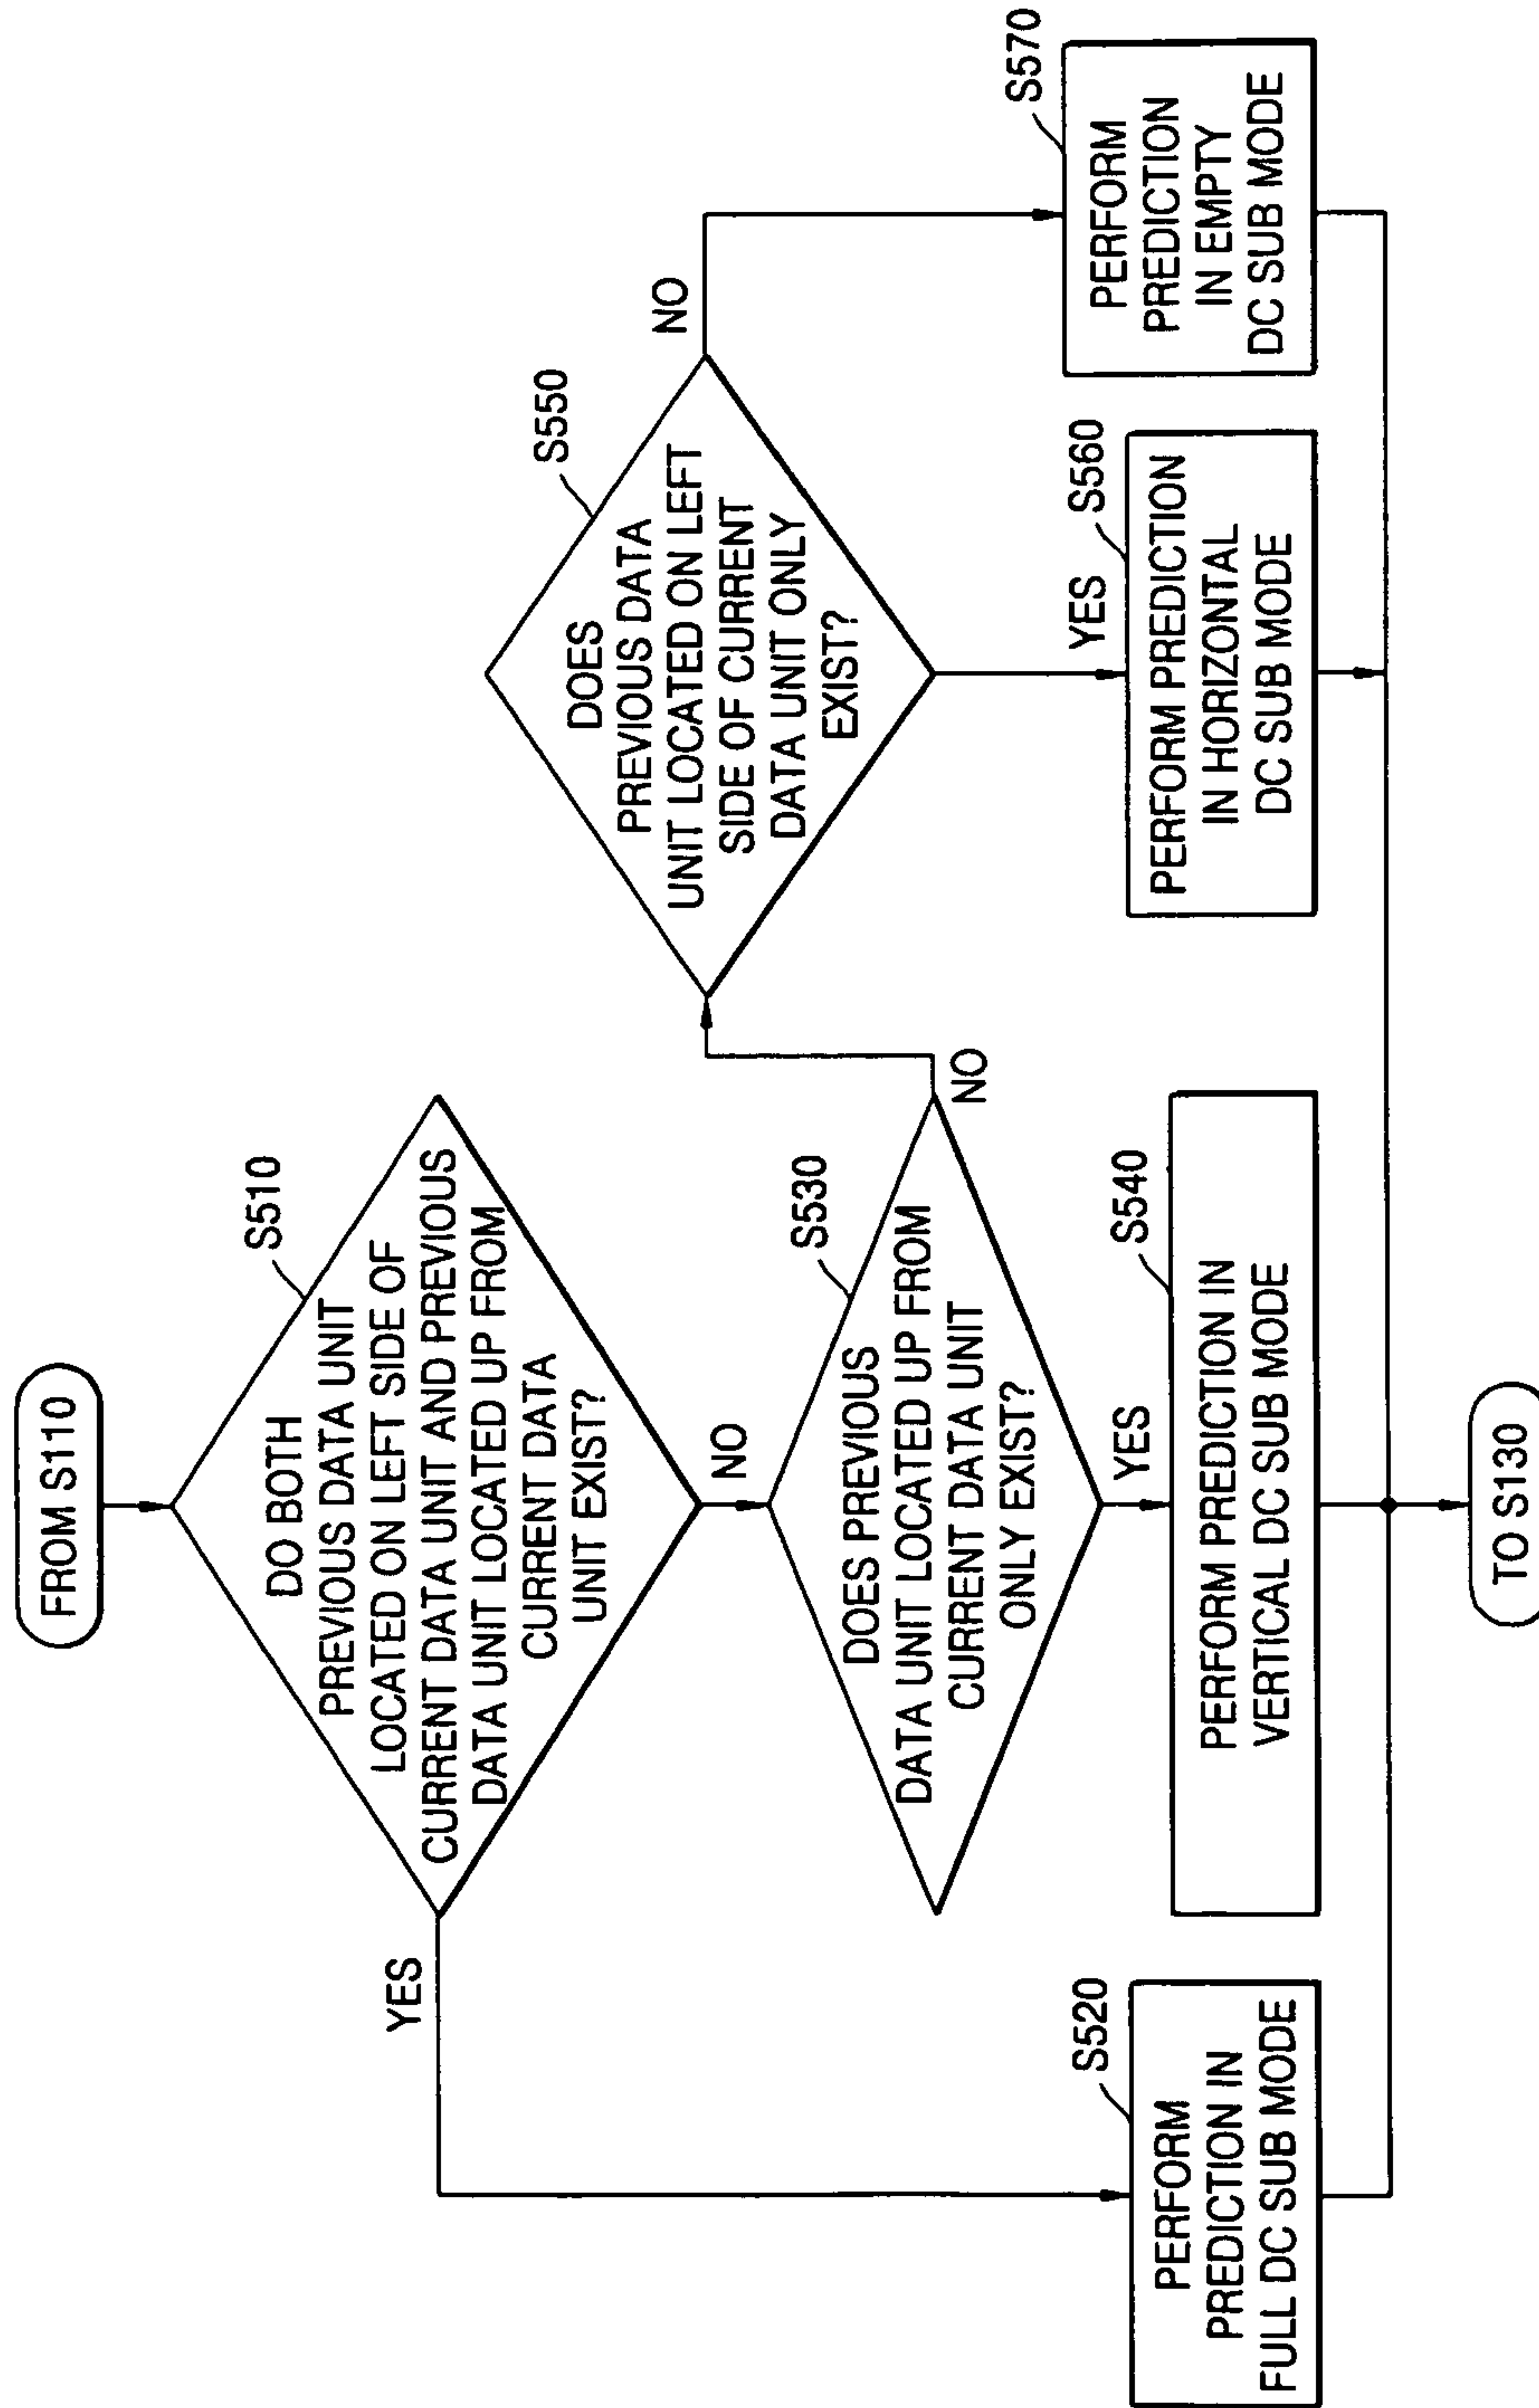 FROM S110
S510
DO BOTH
PREVIOUS DATA UNIT
LOCATED ON LEFT SIDE OF
CURRENT DATA UNIT AND PREVIOUS
DATA UNIT LOCATED UP FROM
CURRENT DATA
UNIT EXIST?
YES
NO
S530
DOES PREVIOUS
DATA UNIT LOCATED UP FROM
CURRENT DATA UNIT
ONLY EXIST?
NO
YES
S550
DOES
PREVIOUS DATA
UNIT LOCATED ON LEFT
SIDE OF CURRENT
DATA UNIT ONLY
EXIST?
NO
YES
S520
PERFORM
PREDICTION IN
FULL DC SUB MODE
S540
PERFORM PREDICTION IN
VERTICAL DC SUB MODE
S560
PERFORM PREDICTION
IN HORIZONTAL
DC SUB MODE
S570
PERFORM
PREDICTION
IN EMPTY
DC SUB MODE
TO S130